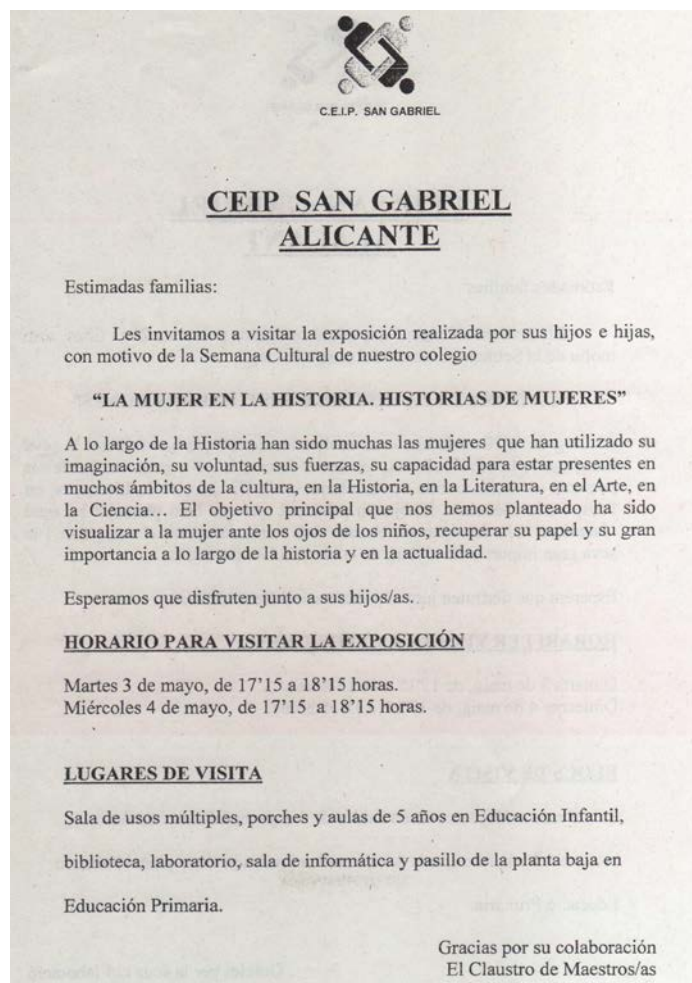 C.E.I.P. SAN GABRIEL
CEIP SAN GABRIEL
ALICANTE
Estimadas familias:
Les invitamos a visitar la exposición realizada por sus hijos e hijas,
con motivo de la Semana Cultural de nuestro colegio
“LA MUJER EN LA HISTORIA. HISTORIAS DE MUJERES”
A lo largo de la Historia han sido muchas las mujeres que han utilizado su
imaginación, su voluntad, sus fuerzas, su capacidad para estar presentes en
muchos ámbitos de la cultura, en la Historia, en la Literatura, en el Arte, en
la Ciencia… El objetivo principal que nos hemos planteado ha sido
visualizar a la mujer ante los ojos de los niños, recuperar su papel y su gran
importancia a lo largo de la historia y en la actualidad.
Esperamos que disfruten junto a sus hijos/as.
HORARIO PARA VISITAR LA EXPOSICIÓN
Martes 3 de mayo, de 17’15 a 18’15 horas.
Miércoles 4 de mayo, de 17’15 a 18’15 horas.
LUGARES DE VISITA
Sala de usos múltiples, porches y aulas de 5 años en Educación Infantil,
biblioteca, laboratorio, sala de informática y pasillo de la planta baja en
Educación Primaria.
Gracias por su colaboración
El Claustro de Maestros/as